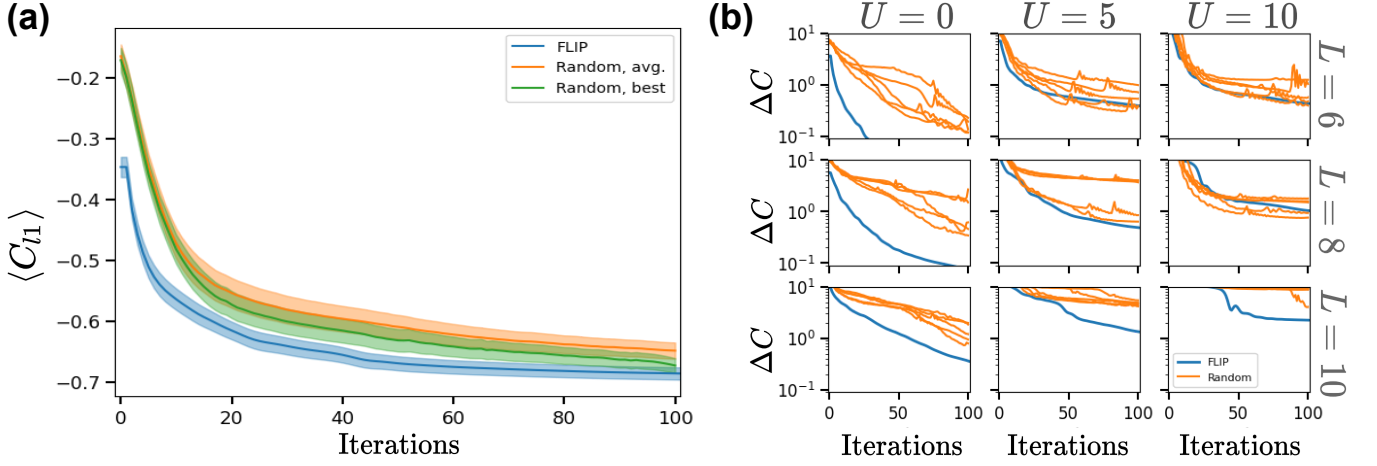 (a)
FLIP
Random, avg.
Random, best
−0.2
−0.3
−0.4
−0.5
−0.6
−0.7
⟨C_{l1}⟩
0 20 40 60 80 100
Iterations
(b)
U = 0 U = 5 U = 10
10^1
10^0
10^{-1}
ΔC
L = 6
10^1
10^0
10^{-1}
ΔC
L = 8
10^1
10^0
10^{-1}
ΔC
L = 10
FLIP
Random
0 50 100 0 50 100 0 50 100
Iterations Iterations Iterations